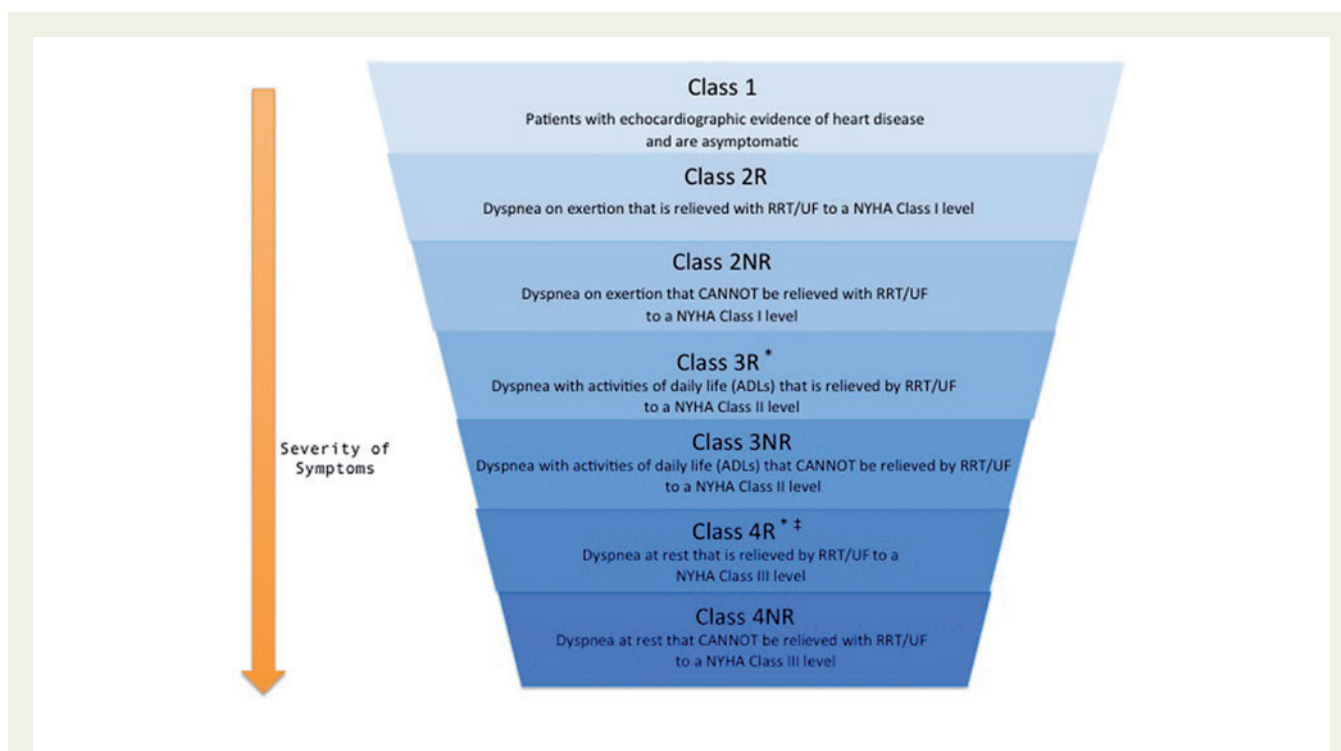 Class 1
Patients with echocardiographic evidence of heart disease
and are asymptomatic
Class 2R
Dyspnea on exertion that is relieved with RRT/UF to a NYHA Class I level
Class 2NR
Dyspnea on exertion that CANNOT be relieved with RRT/UF
to a NYHA Class I level
Class 3R *
Dyspnea with activities of daily life (ADLs) that is relieved by RRT/UF
to a NYHA Class II level
Class 3NR
Dyspnea with activities of daily life (ADLs) that CANNOT be relieved by RRT/UF
to a NYHA Class II level
Class 4R * ‡
Dyspnea at rest that is relieved by RRT/UF to a
NYHA Class III level
Class 4NR
Dyspnea at rest that CANNOT be relieved with RRT/UF
to a NYHA Class III level
Severity of
Symptoms